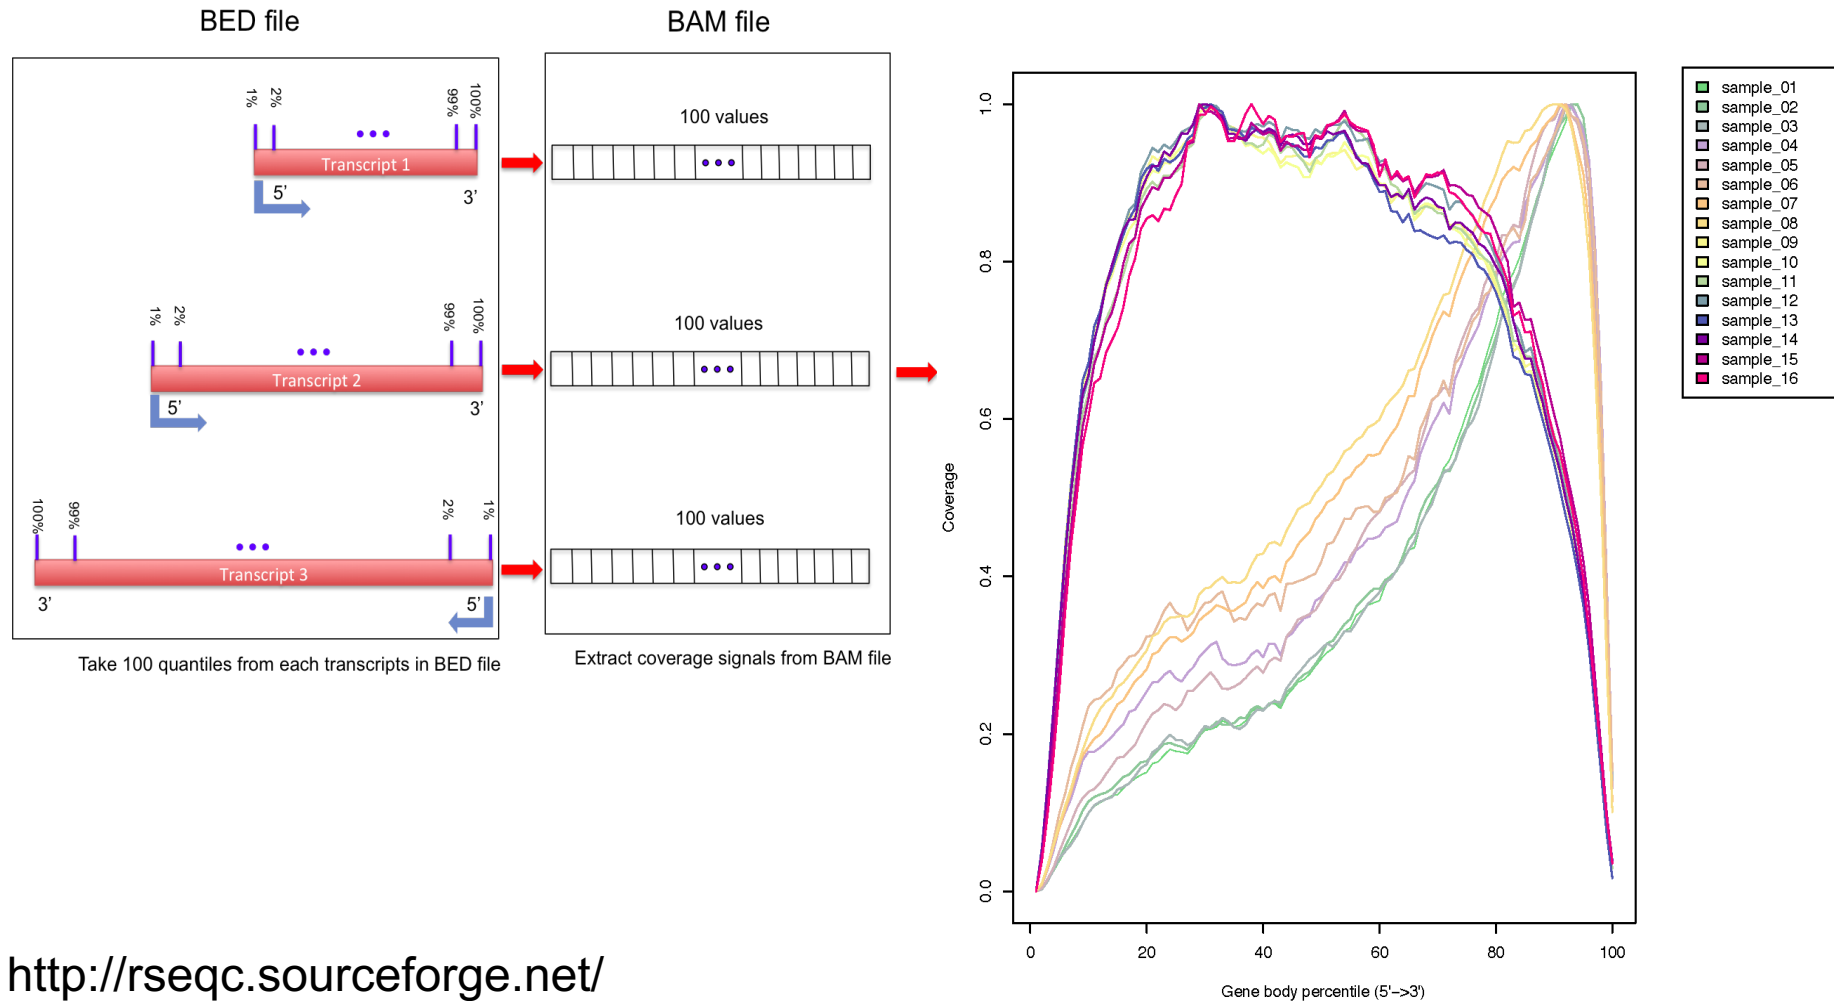 BED file
BAM file
1%
2%
99%
100%
Transcript 1
5'
3'
100 values
1%
2%
99%
100%
Transcript 2
5'
3'
100 values
100%
99%
2%
1%
Transcript 3
3'
5'
100 values
Take 100 quantiles from each transcripts in BED file
Extract coverage signals from BAM file
Coverage
1.0
0.8
0.6
0.4
0.2
0.0
0
20
40
60
80
100
Gene body percentile (5'->3')
sample_01
sample_02
sample_03
sample_04
sample_05
sample_06
sample_07
sample_08
sample_09
sample_10
sample_11
sample_12
sample_13
sample_14
sample_15
sample_16
http://rseqc.sourceforge.net/